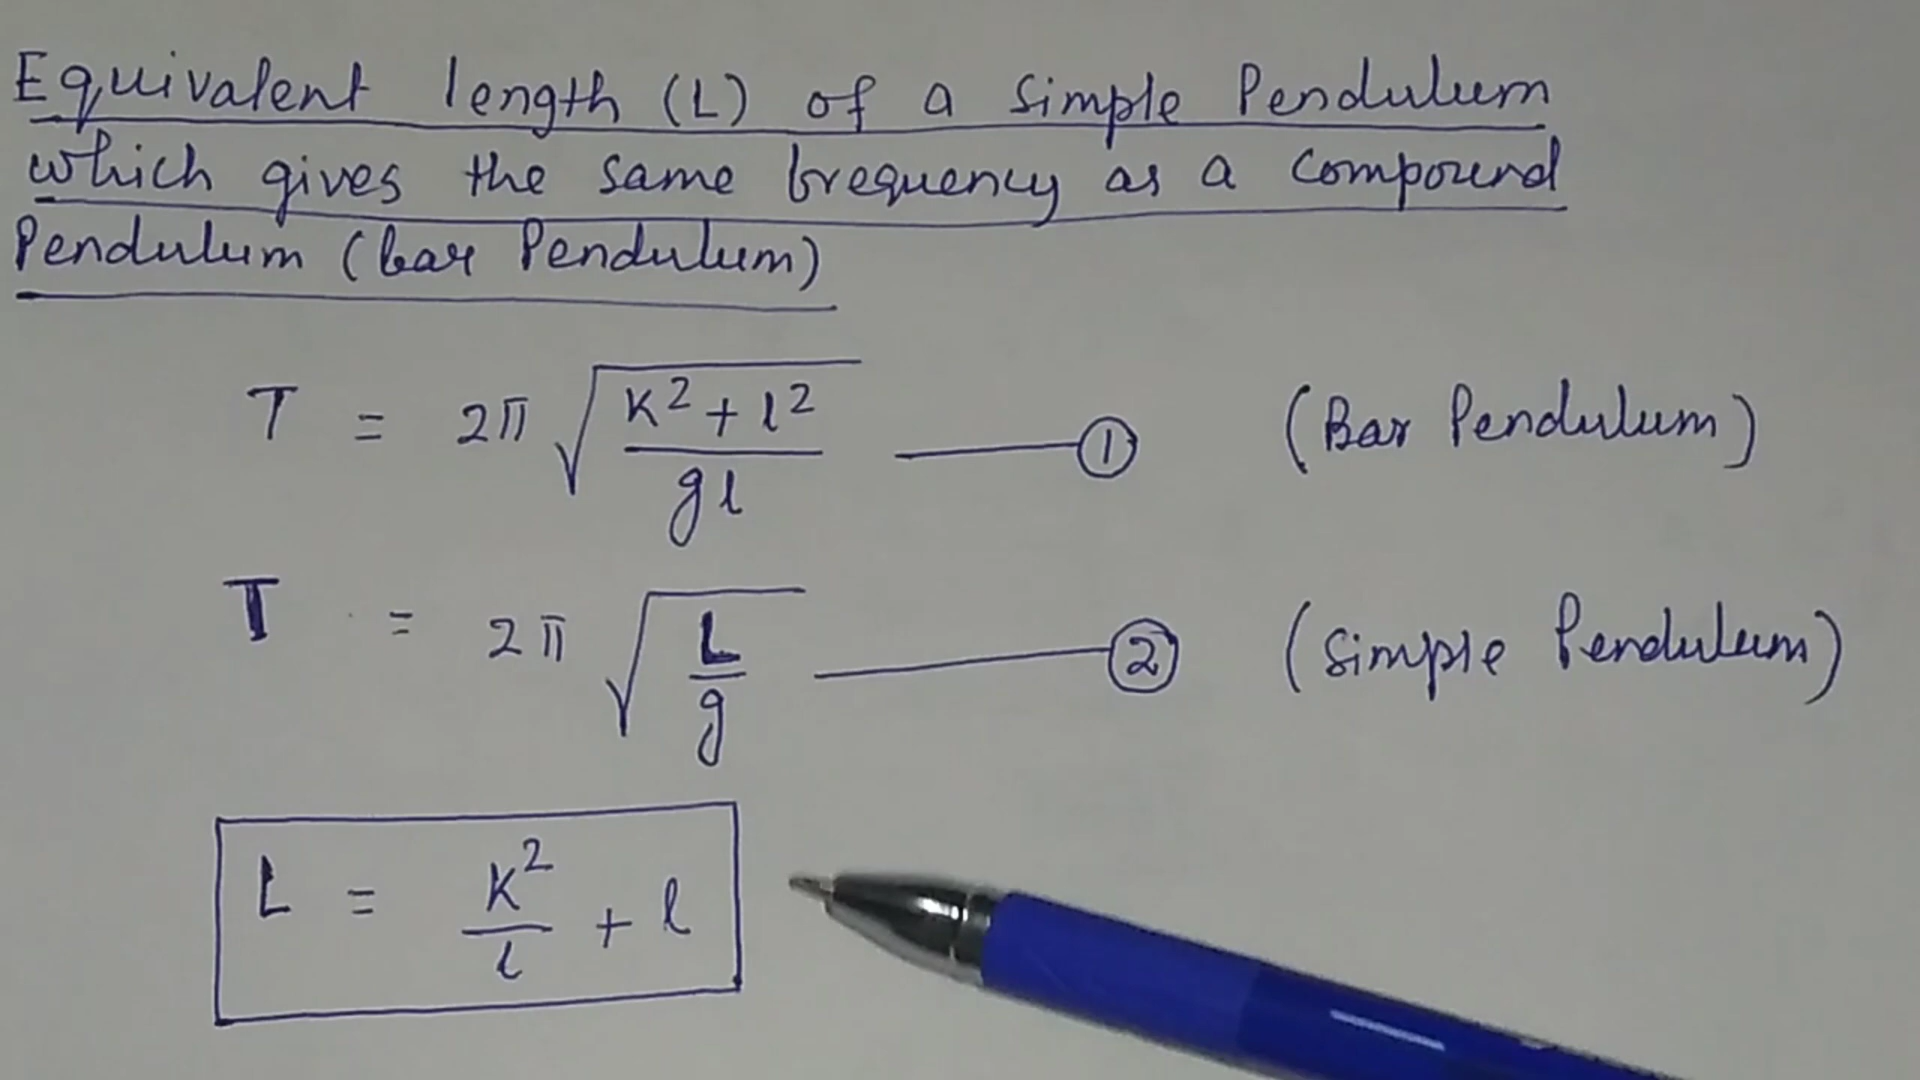 Equivalent length (L) of a simple Pendulum
which gives the same frequency as a compound
Pendulum (bar Pendulum)
T = 2π √((K² + l²)/(gl)) —— ① (Bar Pendulum)
T = 2π √(L/g) —— ② (Simple Pendulum)
L = K²/l + l